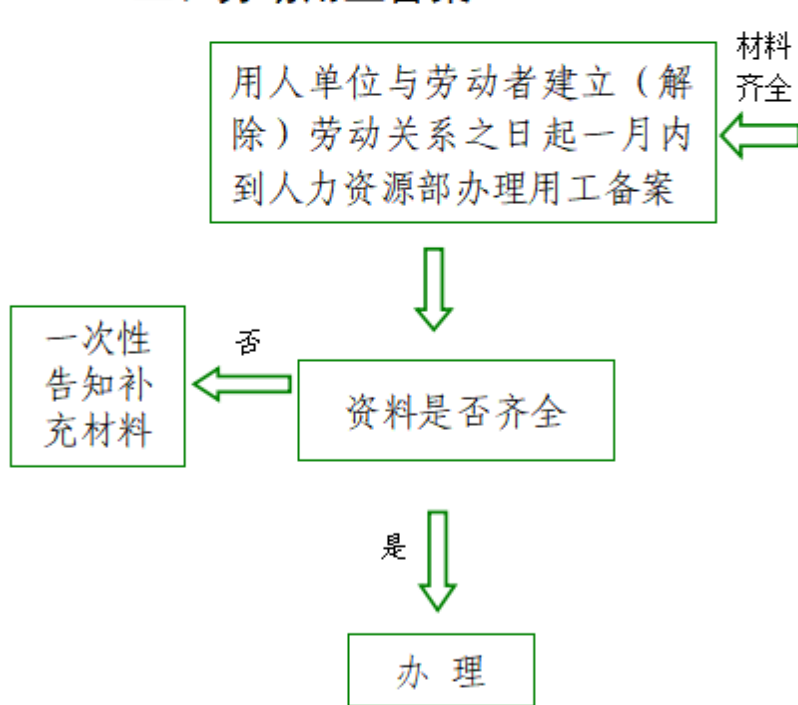 材料
齐全
用人单位与劳动者建立（解
除）劳动关系之日起一月内
到人力资源部办理用工备案
一次性
告知补
充材料
否
资料是否齐全
是
办 理